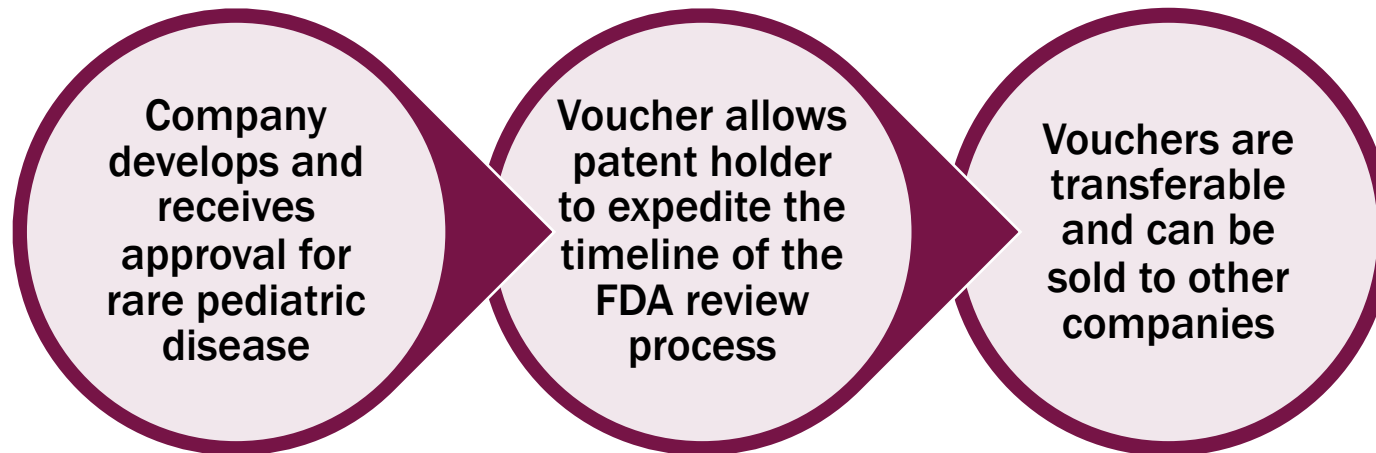 Company
develops and
receives
approval for
rare pediatric
disease
Voucher allows
patent holder
to expedite the
timeline of the
FDA review
process
Vouchers are
transferable
and can be
sold to other
companies